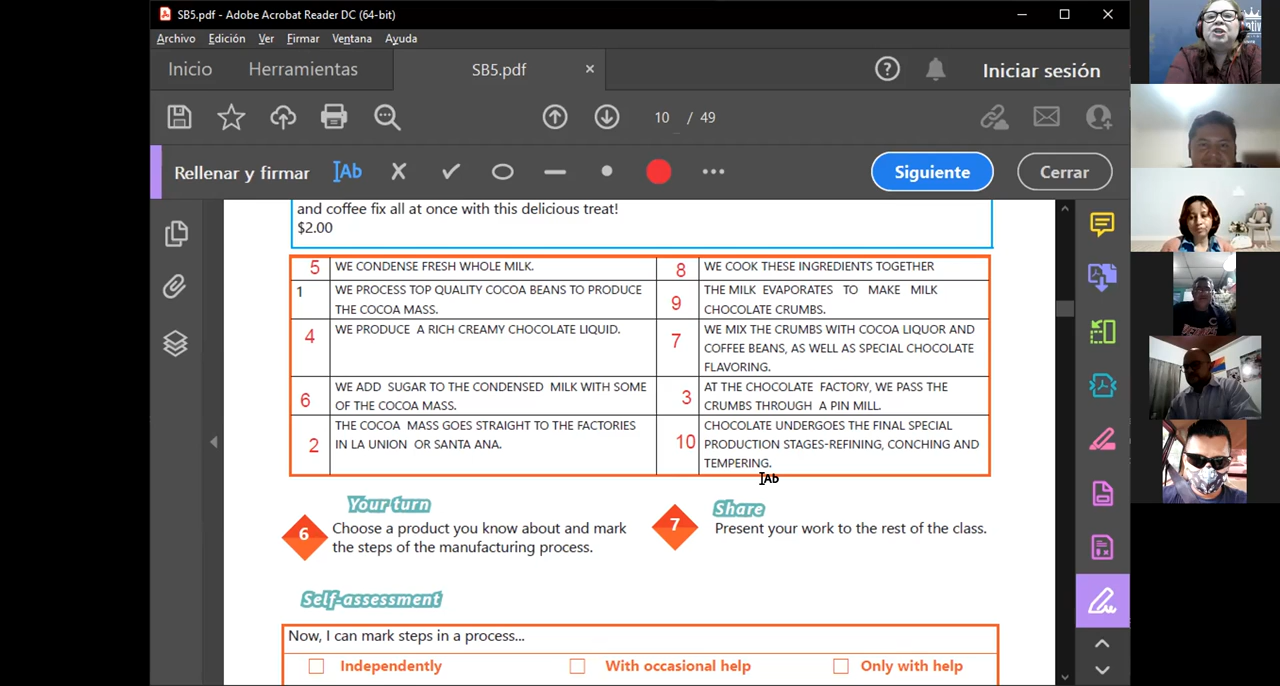 SB5.pdf - Adobe Acrobat Reader DC (64-bit)
Archivo Edición Ver Firmar Ventana Ayuda
Inicio Herramientas SB5.pdf × Iniciar sesión
10 / 49
Rellenar y firmar Ab Siguiente Cerrar
and coffee fix all at once with this delicious treat!
$2.00
5 WE CONDENSE FRESH WHOLE MILK.
8 WE COOK THESE INGREDIENTS TOGETHER
1 WE PROCESS TOP QUALITY COCOA BEANS TO PRODUCE
THE COCOA MASS.
9 THE MILK EVAPORATES TO MAKE MILK
CHOCOLATE CRUMBS.
4 WE PRODUCE A RICH CREAMY CHOCOLATE LIQUID.
7 WE MIX THE CRUMBS WITH COCOA LIQUOR AND
COFFEE BEANS, AS WELL AS SPECIAL CHOCOLATE
FLAVORING.
6 WE ADD SUGAR TO THE CONDENSED MILK WITH SOME
OF THE COCOA MASS.
3 AT THE CHOCOLATE FACTORY, WE PASS THE
CRUMBS THROUGH A PIN MILL.
2 THE COCOA MASS GOES STRAIGHT TO THE FACTORIES
IN LA UNION OR SANTA ANA.
10 CHOCOLATE UNDERGOES THE FINAL SPECIAL
PRODUCTION STAGES-REFINING, CONCHING AND
TEMPERING.
Ab
Your turn
6 Choose a product you know about and mark
the steps of the manufacturing process.
Share
7 Present your work to the rest of the class.
Self-assessment
Now, I can mark steps in a process...
Independently With occasional help Only with help